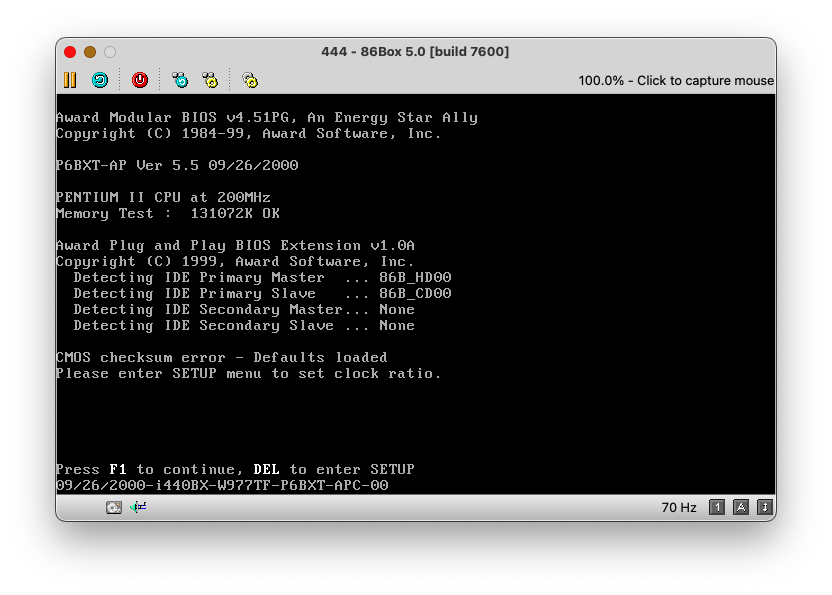 444 - 86Box 5.0 [build 7600]
100.0% - Click to capture mouse
Award Modular BIOS v4.51PG, An Energy Star Ally
Copyright (C) 1984-99, Award Software, Inc.
P6BXT-AP Ver 5.5 09/26/2000
PENTIUM II CPU at 200MHz
Memory Test :  131072K OK
Award Plug and Play BIOS Extension v1.0A
Copyright (C) 1999, Award Software, Inc.
Detecting IDE Primary Master  ... 86B_HD00
Detecting IDE Primary Slave   ... 86B_CD00
Detecting IDE Secondary Master... None
Detecting IDE Secondary Slave ... None
CMOS checksum error - Defaults loaded
Please enter SETUP menu to set clock ratio.
Press F1 to continue, DEL to enter SETUP
09/26/2000-i440BX-W977TF-P6BXT-APC-00
70 Hz 1 A